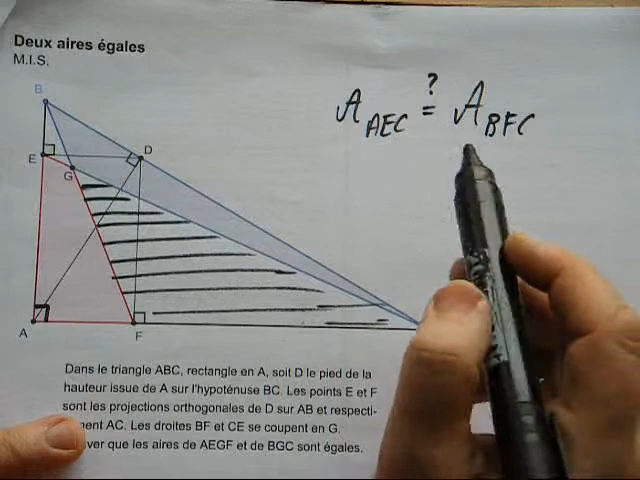 Deux aires égales
M.I.S.
?
A AEC = A BFC
B
E
D
G
A
F
Dans le triangle ABC, rectangle en A, soit D le pied de la
hauteur issue de A sur l'hypoténuse BC. Les points E et F
sont les projections orthogonales de D sur AB et respecti-
ment AC. Les droites BF et CE se coupent en G.
ver que les aires de AEGF et de BGC sont égales.